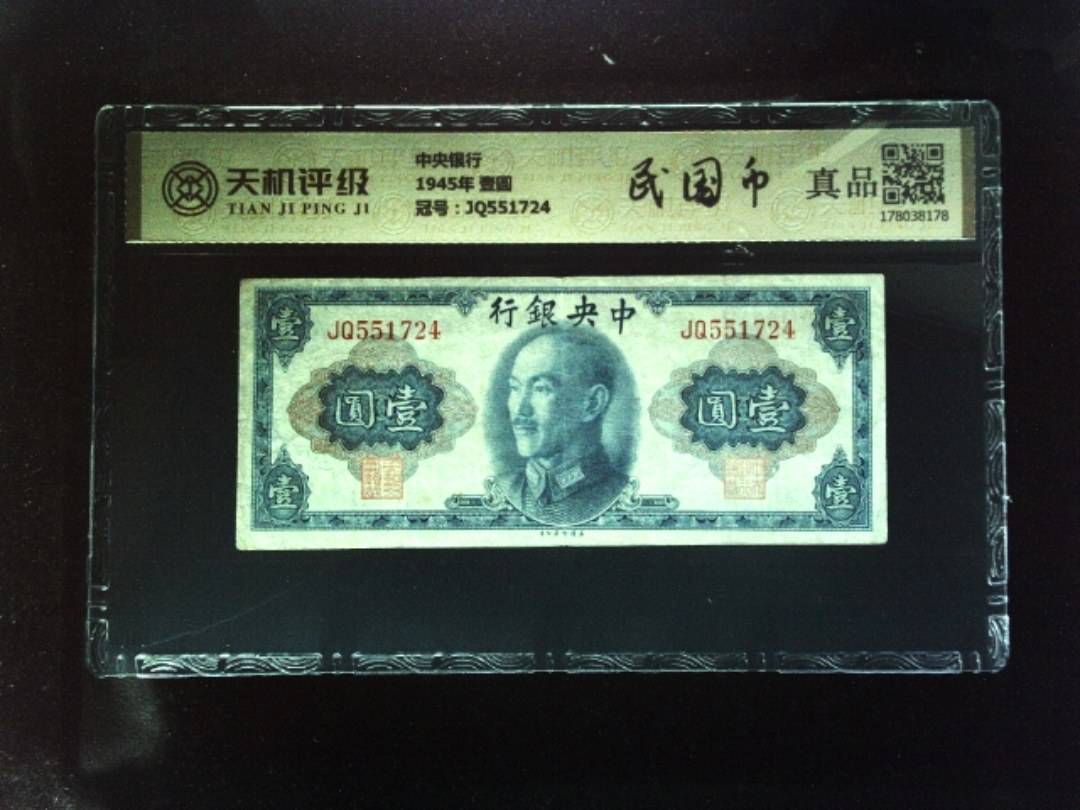 天机评级
TIAN JI PING JI
中央银行
1945年 壹圆
冠号：JQ551724
民国币
真品
178038178
行銀央中
JQ551724
JQ551724
壹
壹
圓壹
圓壹
壹
壹